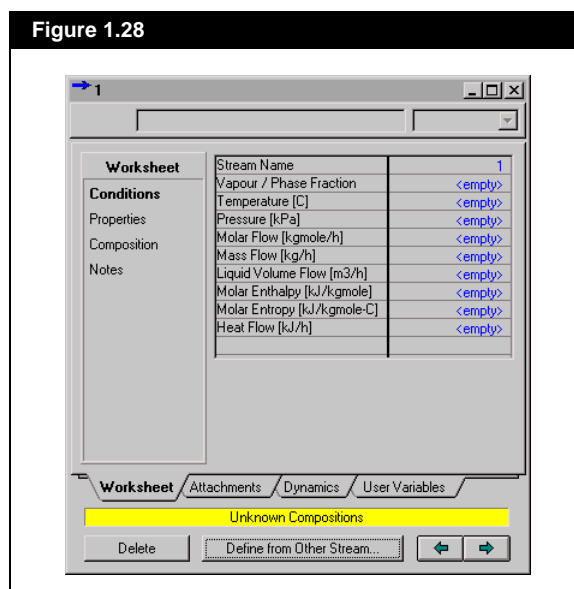 Figure 1.28
1
Worksheet
Conditions
Properties
Composition
Notes
Stream Name 1
Vapour / Phase Fraction <empty>
Temperature [C] <empty>
Pressure [kPa] <empty>
Molar Flow [kgmole/h] <empty>
Mass Flow [kg/h] <empty>
Liquid Volume Flow [m3/h] <empty>
Molar Enthalpy [kJ/kgmole] <empty>
Molar Entropy [kJ/kgmole-C] <empty>
Heat Flow [kJ/h] <empty>
Worksheet Attachments Dynamics User Variables
Unknown Compositions
Delete Define from Other Stream...